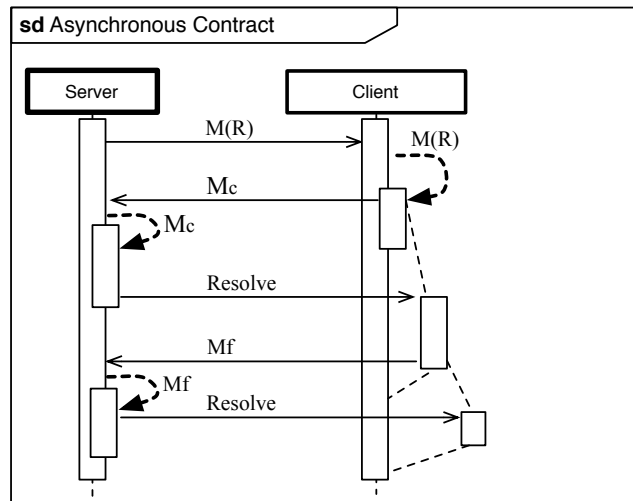 sd Asynchronous Contract
Server
Client
M(R)
M(R)
Mc
Mc
Resolve
Mf
Mf
Resolve